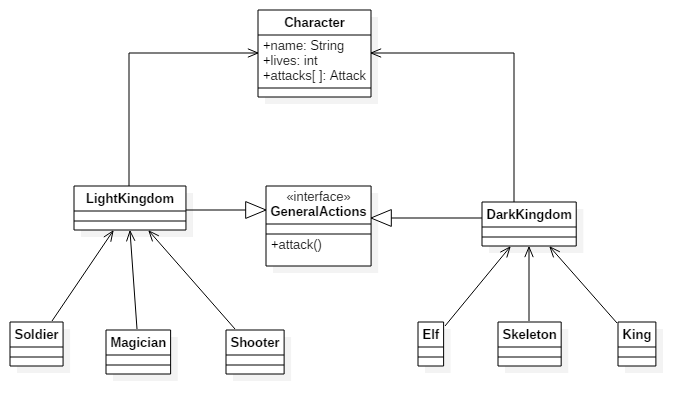 Character
+name: String
+lives: int
+attacks[ ]: Attack
LightKingdom
«interface»
GeneralActions
+attack()
DarkKingdom
Soldier
Magician
Shooter
Elf
Skeleton
King